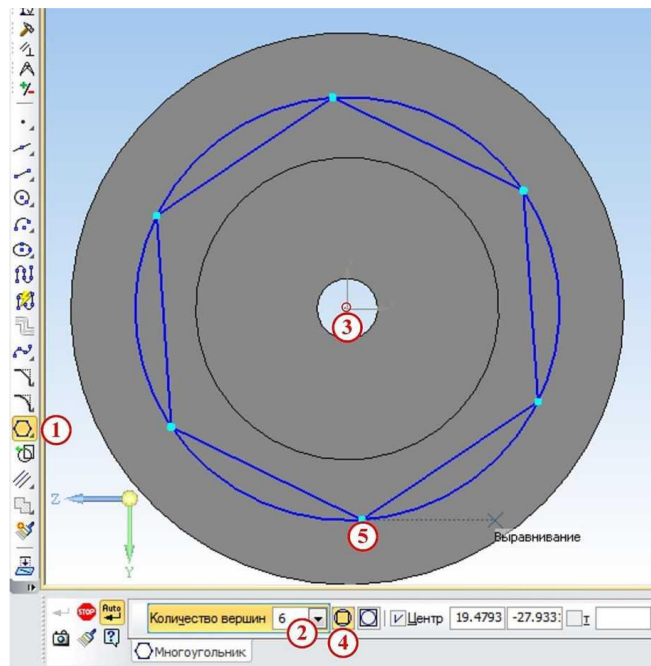 1
3
Z
Y
5
Выравнивание
STOP Auto
Количество вершин 6
2
4
Центр 19.4793 -27.933
т
Многоугольник